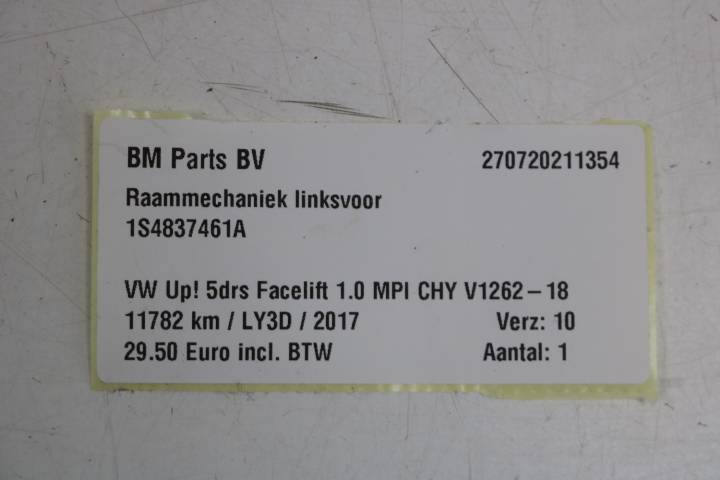 BM Parts BV 270720211354
Raammechaniek linksvoor
1S4837461A
VW Up! 5drs Facelift 1.0 MPI CHY V1262-18
11782 km / LY3D / 2017 Verz: 10
29.50 Euro incl. BTW Aantal: 1